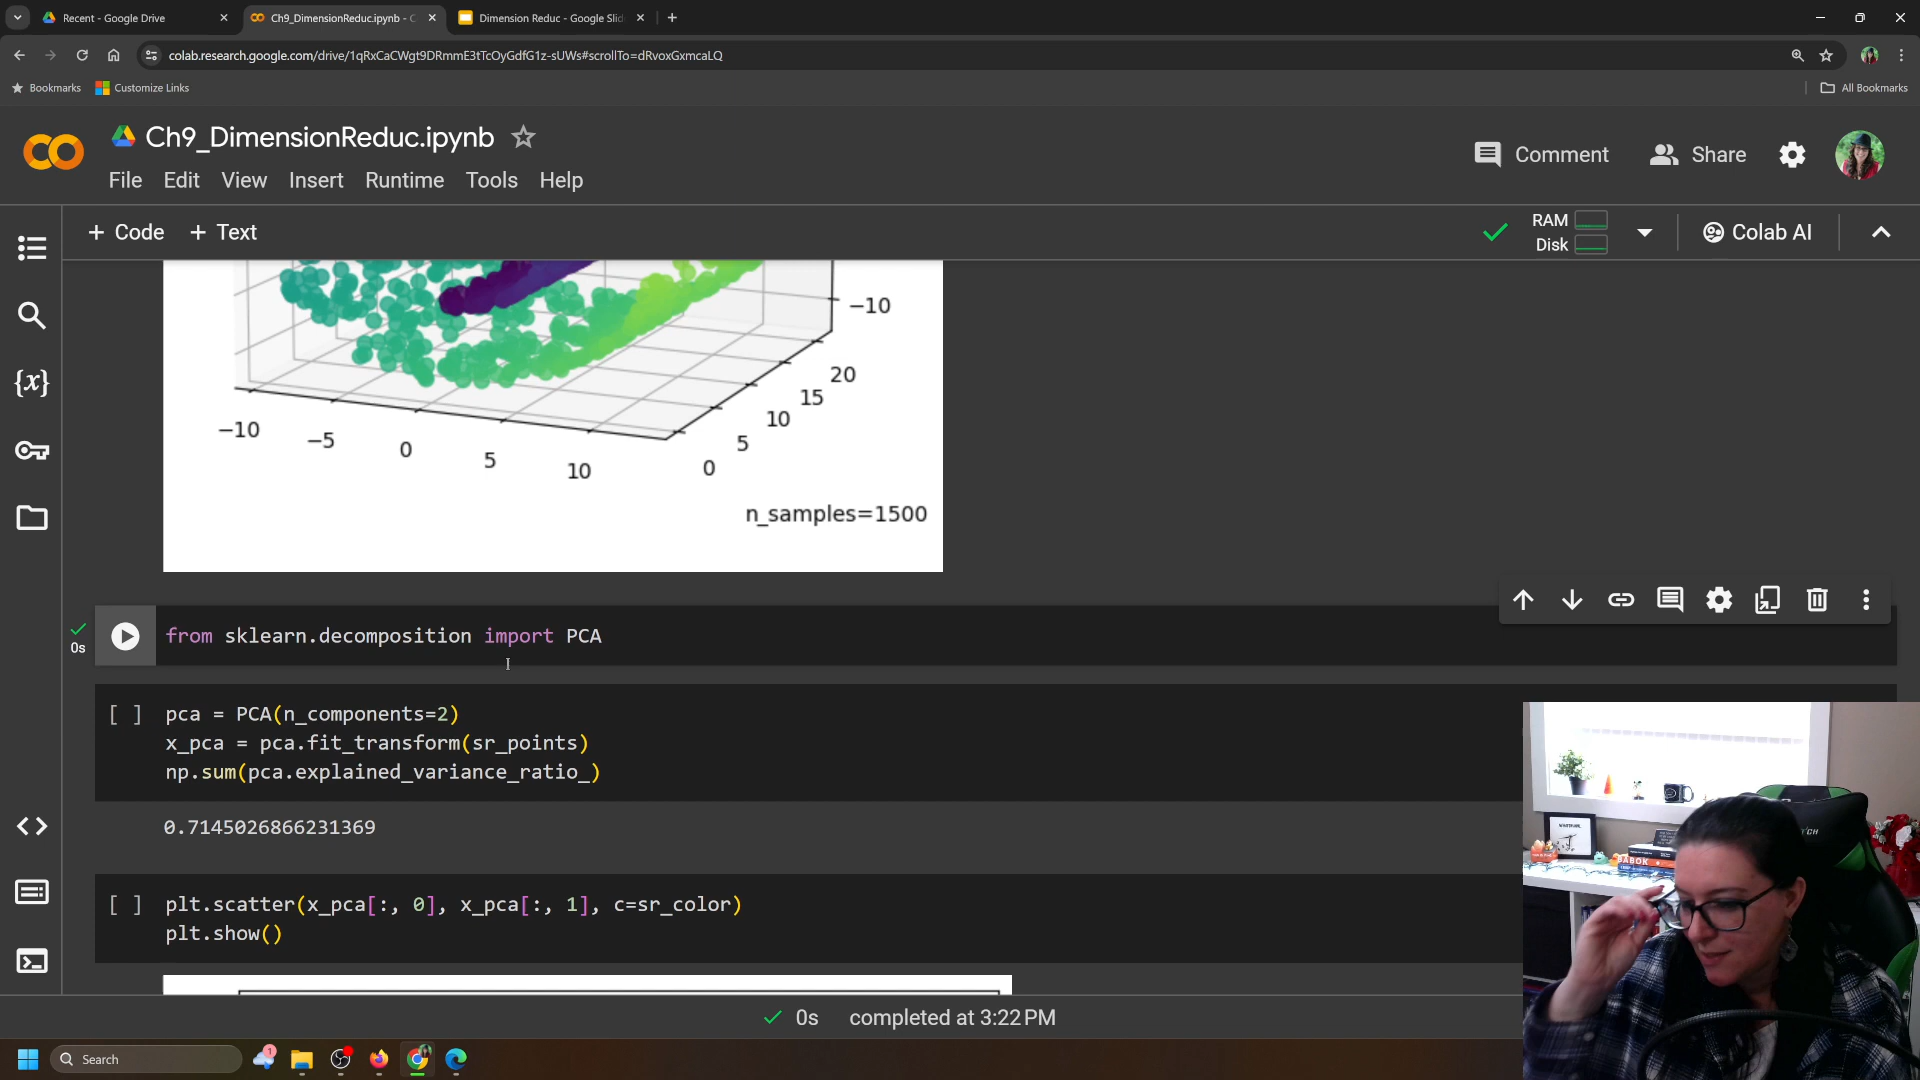 Recent - Google Drive
Ch9_DimensionReduc.ipynb - C
Dimension Reduc - Google Slid
colab.research.google.com/drive/1qRxCaCWgt9DRmmE3tTcOyGdfG1z-sUWs#scrollTo=dRvoxGxmcaLQ
Bookmarks
Customize Links
All Bookmarks
Ch9_DimensionReduc.ipynb
Comment
Share
File Edit View Insert Runtime Tools Help
+ Code + Text
RAM
Disk
Colab AI
−10
20
15
10
5
0
−10
−5
0
5
10
n_samples=1500
0s
from sklearn.decomposition import PCA
[ ]
pca = PCA(n_components=2)
x_pca = pca.fit_transform(sr_points)
np.sum(pca.explained_variance_ratio_)
0.7145026866231369
[ ]
plt.scatter(x_pca[:, 0], x_pca[:, 1], c=sr_color)
plt.show()
BABOK
0s completed at 3:22 PM
Search
1